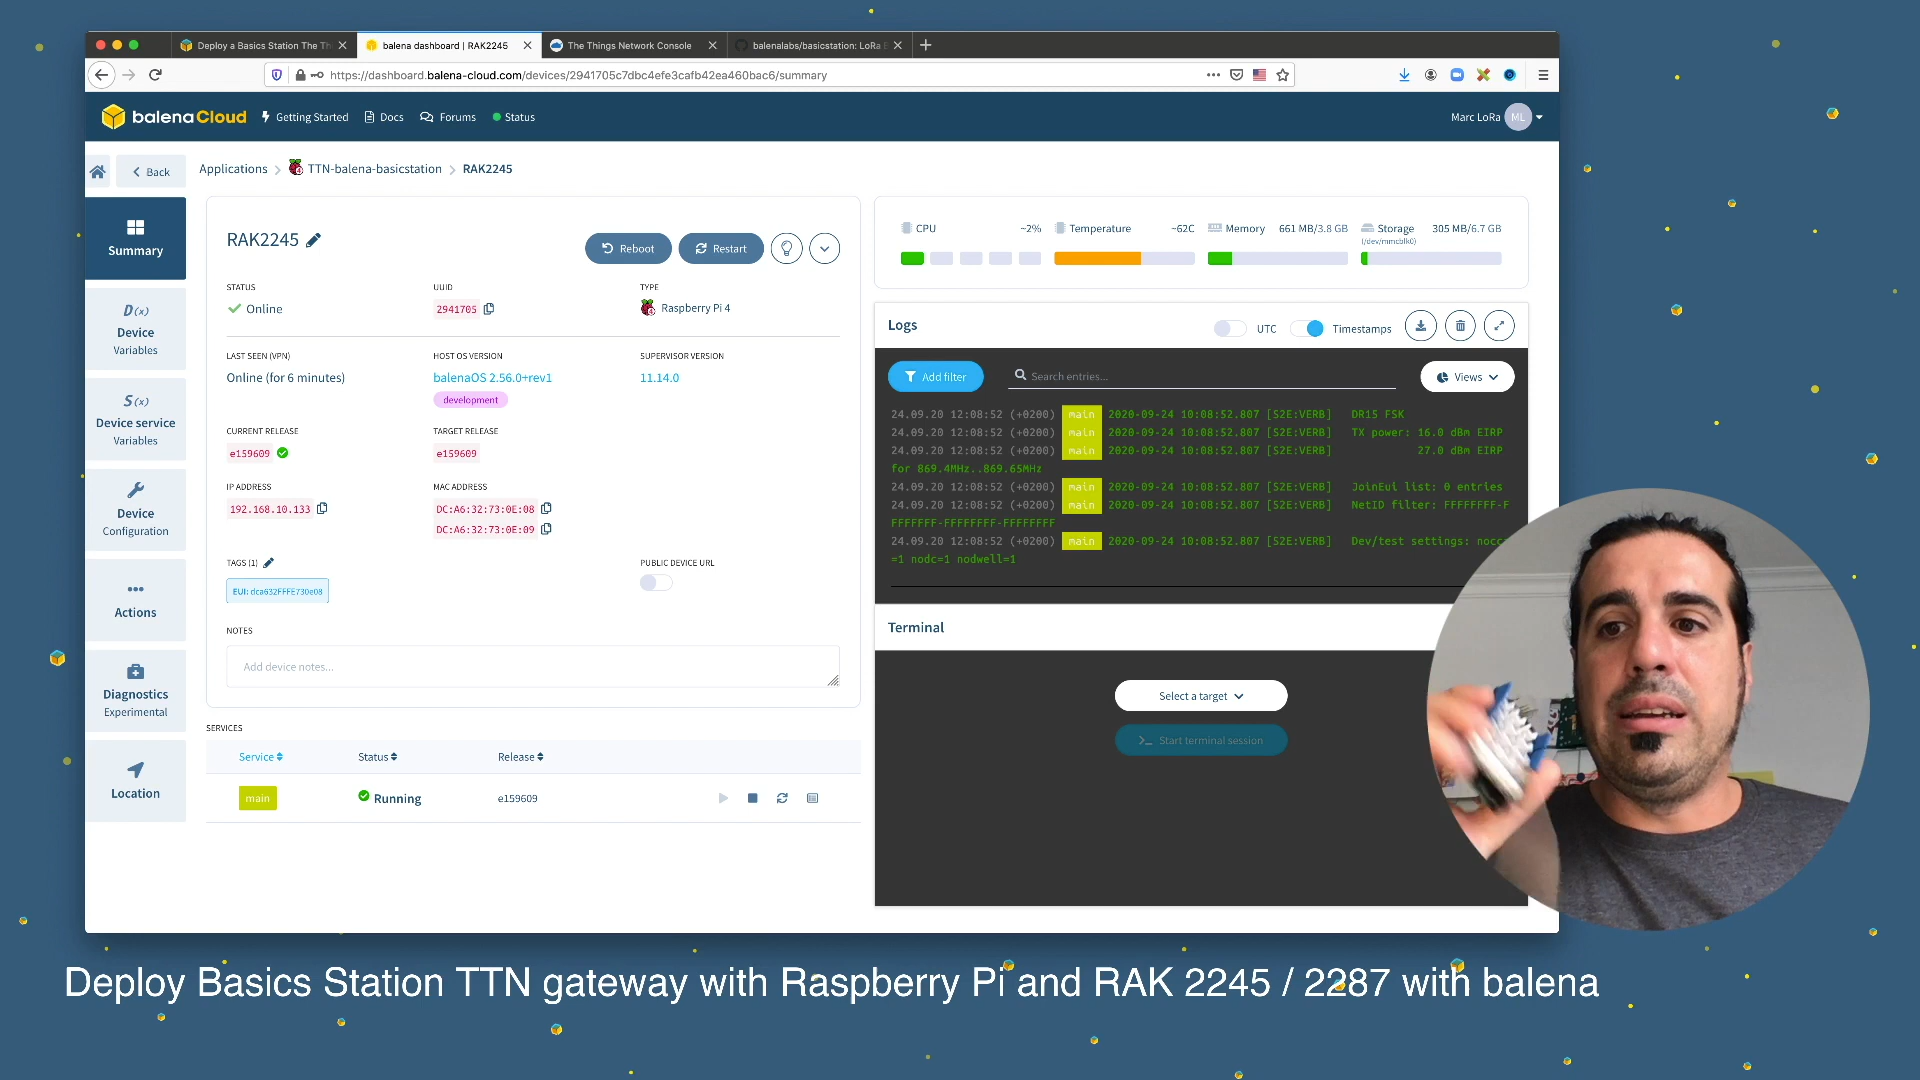 Deploy a Basics Station The Th
balena dashboard | RAK2245
The Things Network Console
balenalabs/basicstation: LoRa
https://dashboard.balena-cloud.com/devices/2941705c7dbc4efe3cafb42ea460bac6/summary
balenaCloud
Getting Started
Docs
Forums
Status
Marc LoRa
ML
Back
Applications
TTN-balena-basicstation
RAK2245
Summary
Device
Variables
Device service
Variables
Device
Configuration
Actions
Diagnostics
Experimental
Location
RAK2245
Reboot
Restart
STATUS
Online
UUID
2941705
TYPE
Raspberry Pi 4
LAST SEEN (VPN)
Online (for 6 minutes)
HOST OS VERSION
balenaOS 2.56.0+rev1
development
SUPERVISOR VERSION
11.14.0
CURRENT RELEASE
e159609
TARGET RELEASE
e159609
IP ADDRESS
192.168.10.133
MAC ADDRESS
DC:A6:32:73:0E:08
DC:A6:32:73:0E:09
TAGS (1)
EUI: dca632FFFE730e08
PUBLIC DEVICE URL
NOTES
Add device notes...
SERVICES
Service Status Release
main Running e159609
CPU ~2%
Temperature ~62C
Memory 661 MB/3.8 GB
Storage 305 MB/6.7 GB
(/dev/mmcblk0)
Logs
UTC
Timestamps
Add filter
Search entries...
Views
24.09.20 12:08:52 (+0200) main 2020-09-24 10:08:52.807 [S2E:VERB] DR15 FSK
24.09.20 12:08:52 (+0200) main 2020-09-24 10:08:52.807 [S2E:VERB] TX power: 16.0 dBm EIRP
24.09.20 12:08:52 (+0200) main 2020-09-24 10:08:52.807 [S2E:VERB] 27.0 dBm EIRP
for 869.4MHz..869.65MHz
24.09.20 12:08:52 (+0200) main 2020-09-24 10:08:52.807 [S2E:VERB] JoinEui list: 0 entries
24.09.20 12:08:52 (+0200) main 2020-09-24 10:08:52.807 [S2E:VERB] NetID filter: FFFFFFFF-F
FFFFFFF-FFFFFFFF-FFFFFFFF
24.09.20 12:08:52 (+0200) main 2020-09-24 10:08:52.807 [S2E:VERB] Dev/test settings:
=1 nodc=1 nodwell=1
Terminal
Select a target
Start terminal session
Deploy Basics Station TTN gateway with Raspberry Pi and RAK 2245 / 2287 with balena